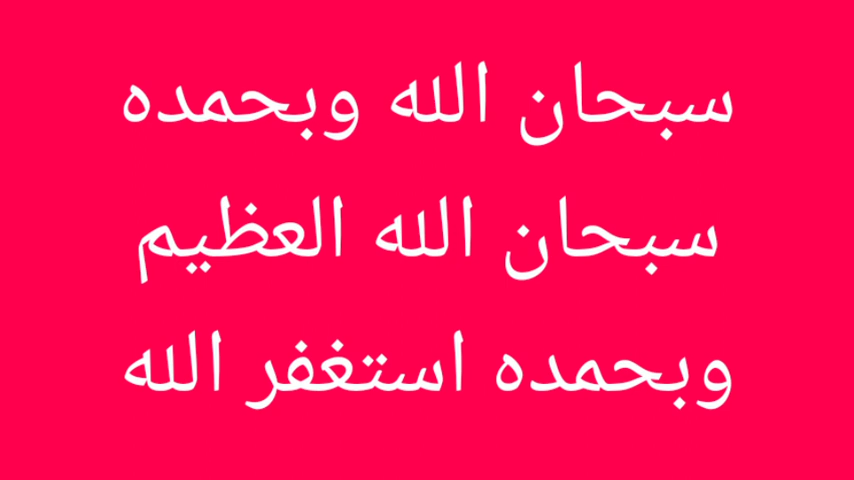 سبحان الله وبحمده
سبحان الله العظيم
وبحمده استغفر الله